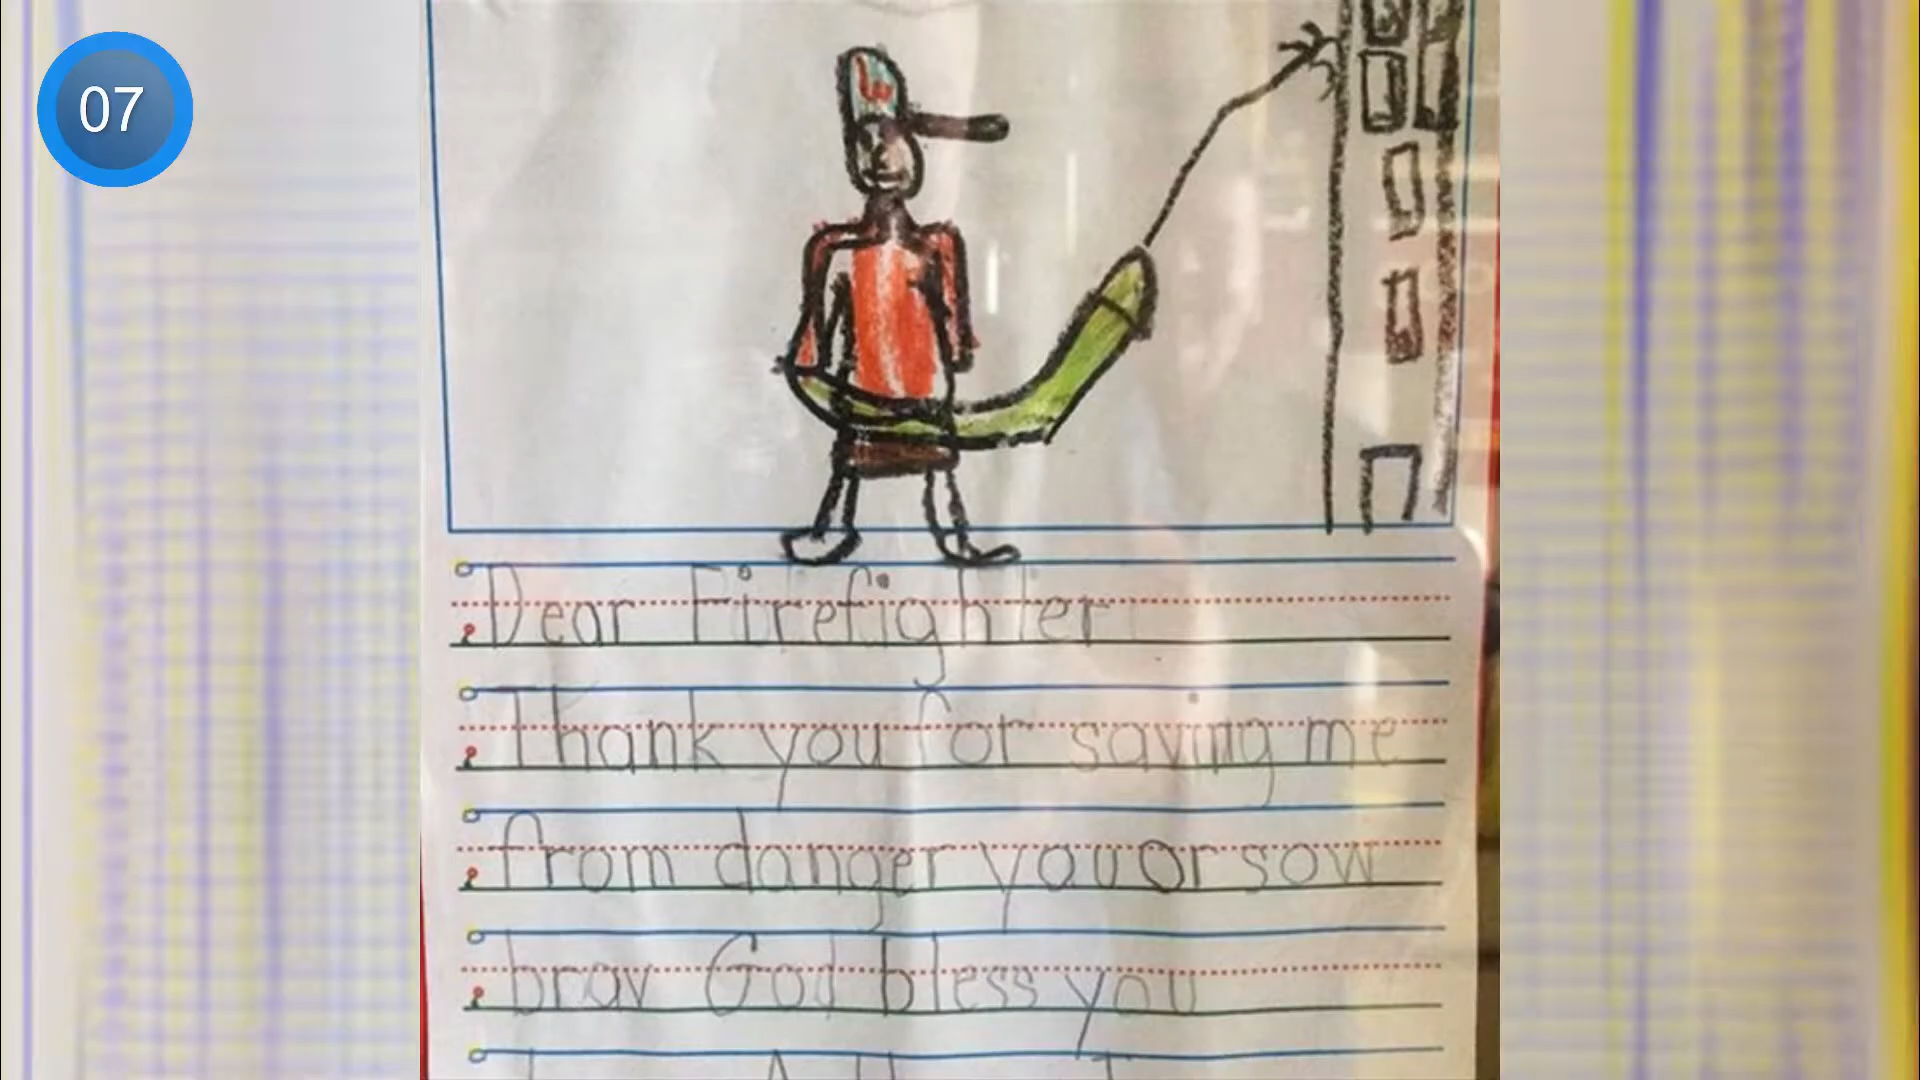 07
Dear Firefighter
Thank you for saving me
from danger you or sow
brav God bless you